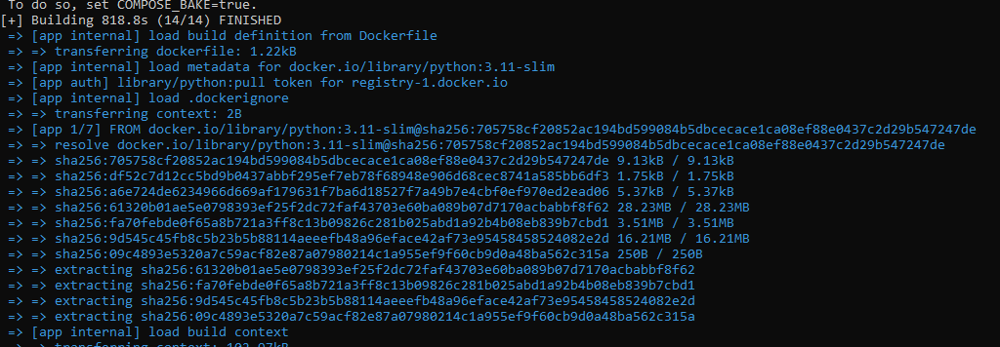 To do so, set COMPOSE_BAKE=true.
[+] Building 818.8s (14/14) FINISHED
=> [app internal] load build definition from Dockerfile
=> => transferring dockerfile: 1.22kB
=> [app internal] load metadata for docker.io/library/python:3.11-slim
=> [app auth] library/python:pull token for registry-1.docker.io
=> [app internal] load .dockerignore
=> => transferring context: 2B
=> [app 1/7] FROM docker.io/library/python:3.11-slim@sha256:705758cf20852ac194bd599084b5dbcecace1ca08ef88e0437c2d29b547247de
=> => resolve docker.io/library/python:3.11-slim@sha256:705758cf20852ac194bd599084b5dbcecace1ca08ef88e0437c2d29b547247de
=> => sha256:705758cf20852ac194bd599084b5dbcecace1ca08ef88e0437c2d29b547247de 9.13kB / 9.13kB
=> => sha256:df52c7d12cc5bd9b0437abbf295ef7eb78f68948e906d68cec8741a585bb6df3 1.75kB / 1.75kB
=> => sha256:a6e724de6234966d669af179631f7ba6d18527f7a49b7e4cbf0ef970ed2ead06 5.37kB / 5.37kB
=> => sha256:61320b01ae5e0798393ef25f2dc72faf43703e60ba089b07d7170acbabbf8f62 28.23MB / 28.23MB
=> => sha256:fa70febde0f65a8b721a3ff8c13b09826c281b025abd1a92b4b08eb839b7cbd1 3.51MB / 3.51MB
=> => sha256:9d545c45fb8c5b23b5b88114aeeefb48a96eface42af73e95458458524082e2d 16.21MB / 16.21MB
=> => sha256:09c4893e5320a7c59acf82e87a07980214c1a955ef9f60cb9d0a48ba562c315a 250B / 250B
=> => extracting sha256:61320b01ae5e0798393ef25f2dc72faf43703e60ba089b07d7170acbabbf8f62
=> => extracting sha256:fa70febde0f65a8b721a3ff8c13b09826c281b025abd1a92b4b08eb839b7cbd1
=> => extracting sha256:9d545c45fb8c5b23b5b88114aeeefb48a96eface42af73e95458458524082e2d
=> => extracting sha256:09c4893e5320a7c59acf82e87a07980214c1a955ef9f60cb9d0a48ba562c315a
=> [app internal] load build context
=> => transferring context: 102.97kB